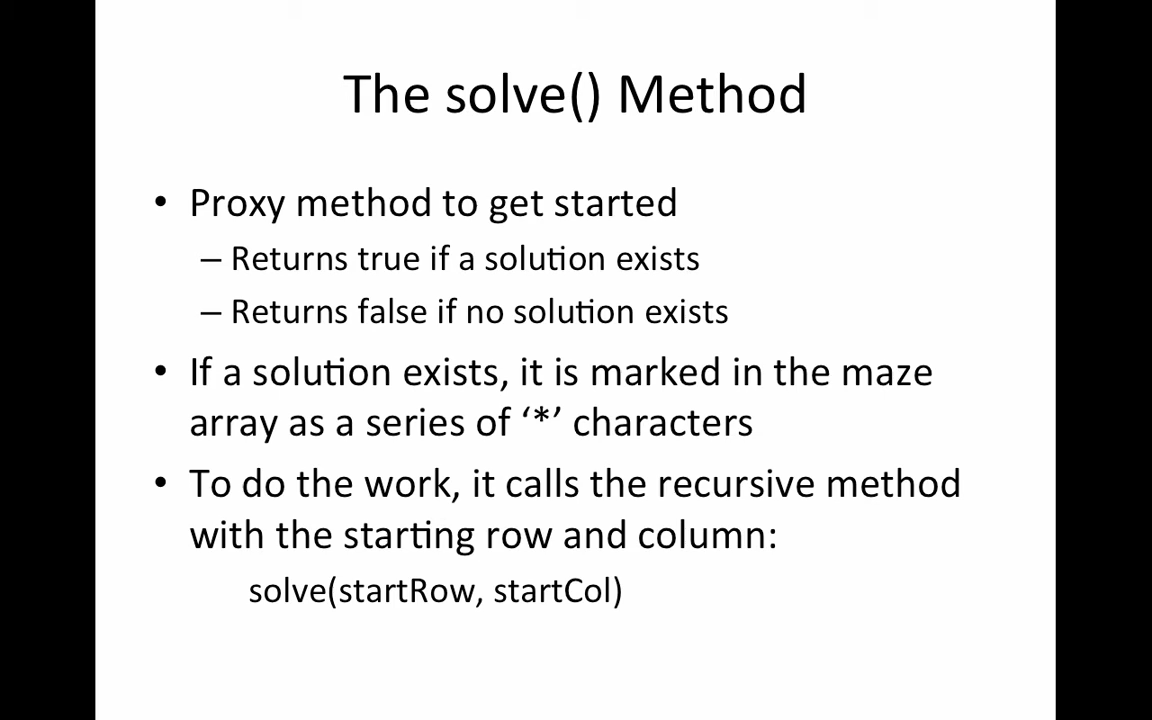 The solve() Method
• Proxy method to get started
– Returns true if a solution exists
– Returns false if no solution exists
• If a solution exists, it is marked in the maze
array as a series of ‘*’ characters
• To do the work, it calls the recursive method
with the starting row and column:
solve(startRow, startCol)